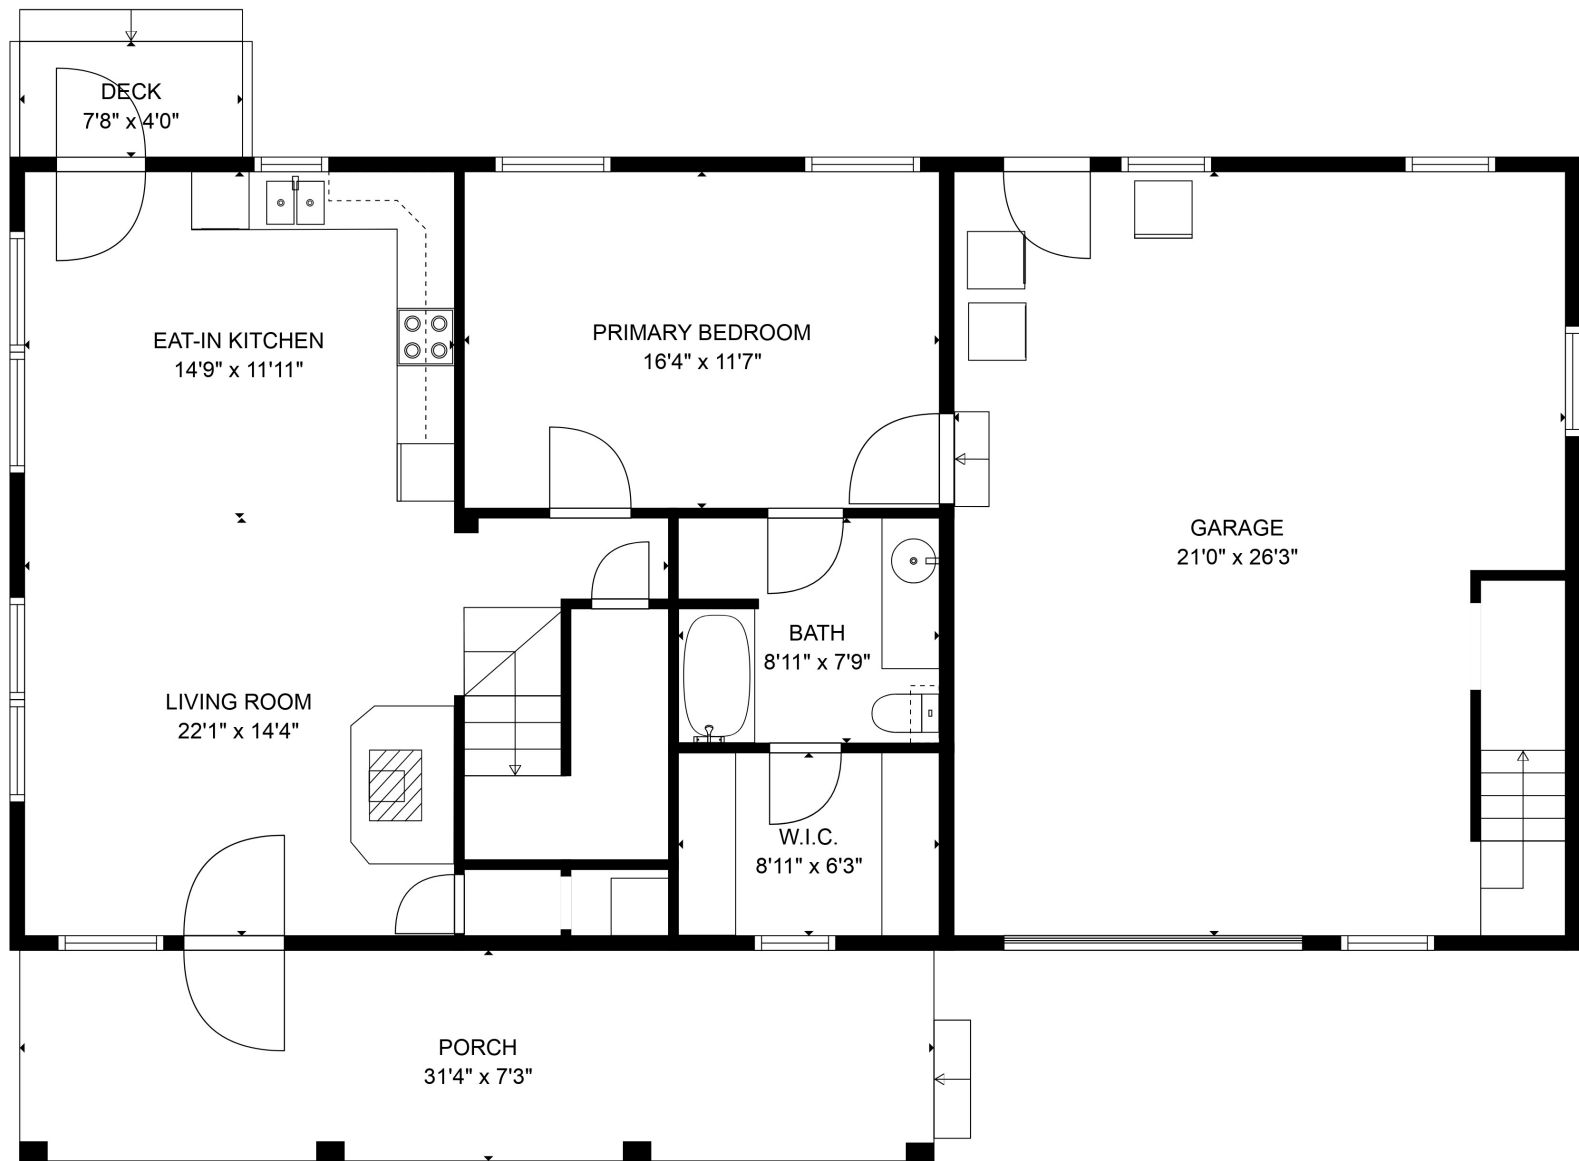 DECK
7'8" x 4'0"
EAT-IN KITCHEN
14'9" x 11'11"
PRIMARY BEDROOM
16'4" x 11'7"
GARAGE
21'0" x 26'3"
BATH
8'11" x 7'9"
LIVING ROOM
22'1" x 14'4"
W.I.C.
8'11" x 6'3"
PORCH
31'4" x 7'3"